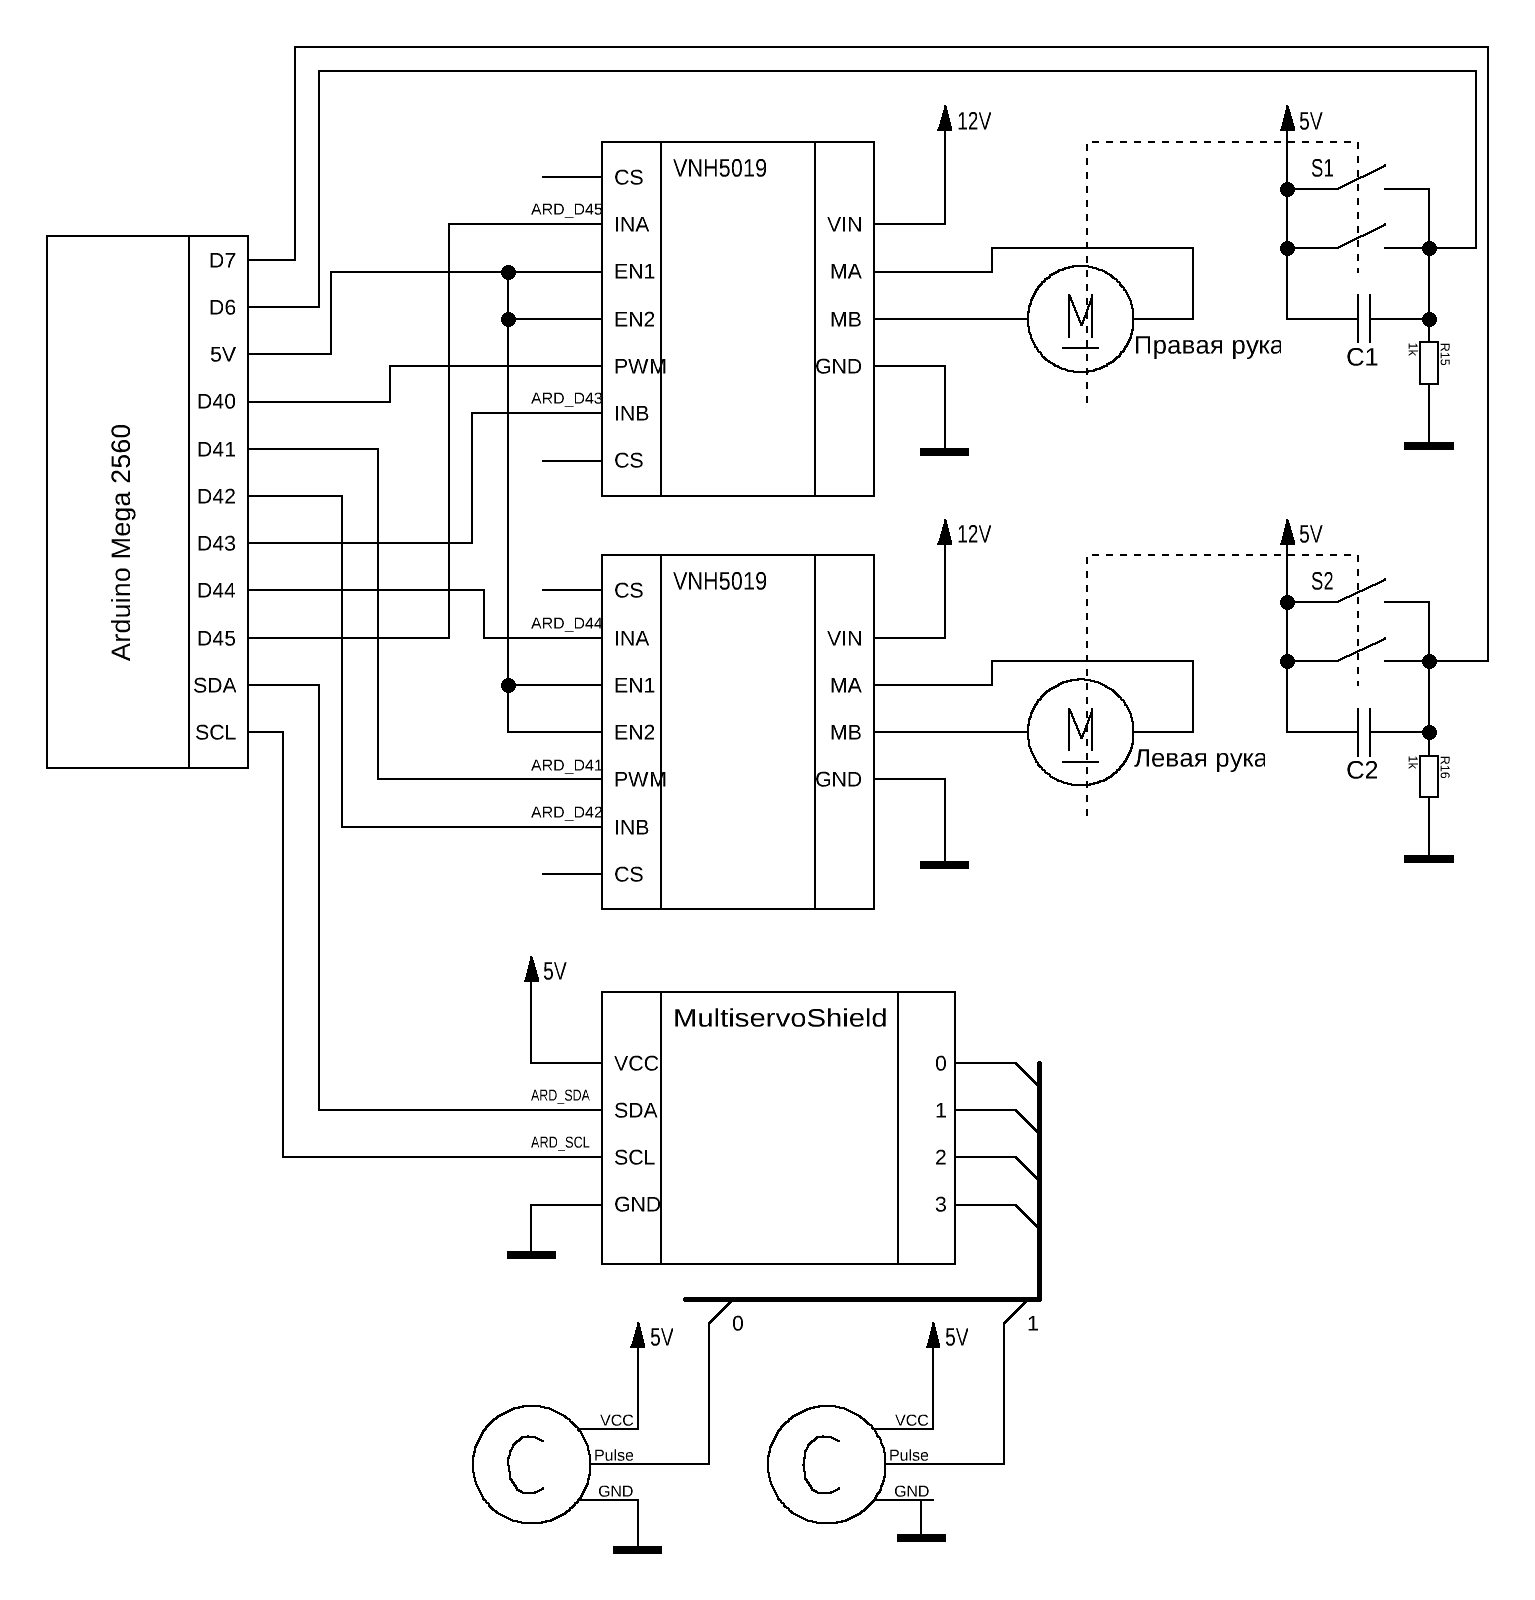 Arduino Mega 2560
D7
D6
5V
D40
D41
D42
D43
D44
D45
SDA
SCL
VNH5019
CS
ARD_D45
INA
EN1
EN2
PWM
ARD_D43
INB
CS
VIN
MA
MB
GND
12V
M
Правая рука
5V
S1
C1
R15
1k
VNH5019
CS
ARD_D44
INA
EN1
EN2
ARD_D41
PWM
ARD_D42
INB
CS
VIN
MA
MB
GND
12V
M
Левая рука
5V
S2
C2
R16
1k
5V
MultiservoShield
VCC
ARD_SDA
SDA
ARD_SCL
SCL
GND
0
1
2
3
0
1
5V
VCC
Pulse
GND
C
5V
VCC
Pulse
GND
C